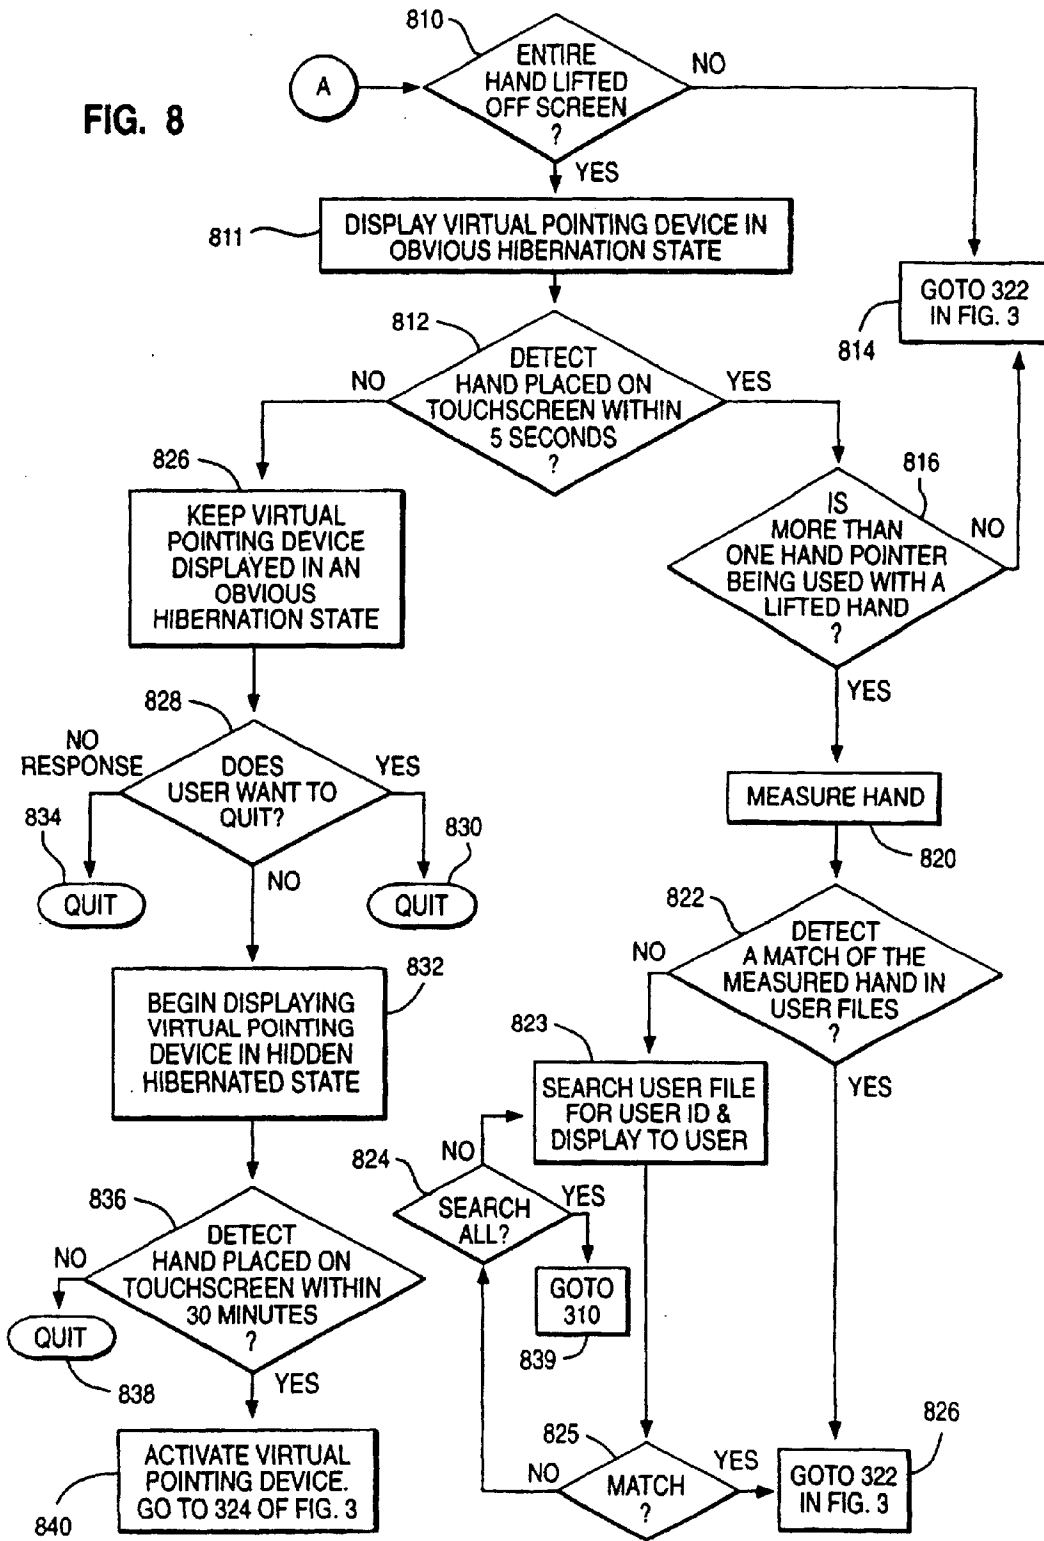 FIG. 8
A
810
ENTIRE
HAND LIFTED
OFF SCREEN
?
NO
YES
811
DISPLAY VIRTUAL POINTING DEVICE IN
OBVIOUS HIBERNATION STATE
GOTO 322
IN FIG. 3
814
812
DETECT
HAND PLACED ON
TOUCHSCREEN WITHIN
5 SECONDS
?
NO
YES
826
KEEP VIRTUAL
POINTING DEVICE
DISPLAYED IN AN
OBVIOUS
HIBERNATION STATE
816
IS
MORE THAN
ONE HAND POINTER
BEING USED WITH A
LIFTED HAND
?
NO
YES
828
DOES
USER WANT TO
QUIT?
NO
RESPONSE
YES
834
QUIT
830
QUIT
NO
MEASURE HAND
820
822
DETECT
A MATCH OF THE
MEASURED HAND IN
USER FILES
?
NO
YES
832
BEGIN DISPLAYING
VIRTUAL POINTING
DEVICE IN HIDDEN
HIBERNATED STATE
823
SEARCH USER FILE
FOR USER ID &
DISPLAY TO USER
824
NO
SEARCH
ALL?
YES
GOTO
310
839
836
DETECT
HAND PLACED ON
TOUCHSCREEN WITHIN
30 MINUTES
?
NO
QUIT
838
YES
ACTIVATE VIRTUAL
POINTING DEVICE.
GO TO 324 OF FIG. 3
840
825
MATCH
?
NO
YES
GOTO 322
IN FIG. 3
826